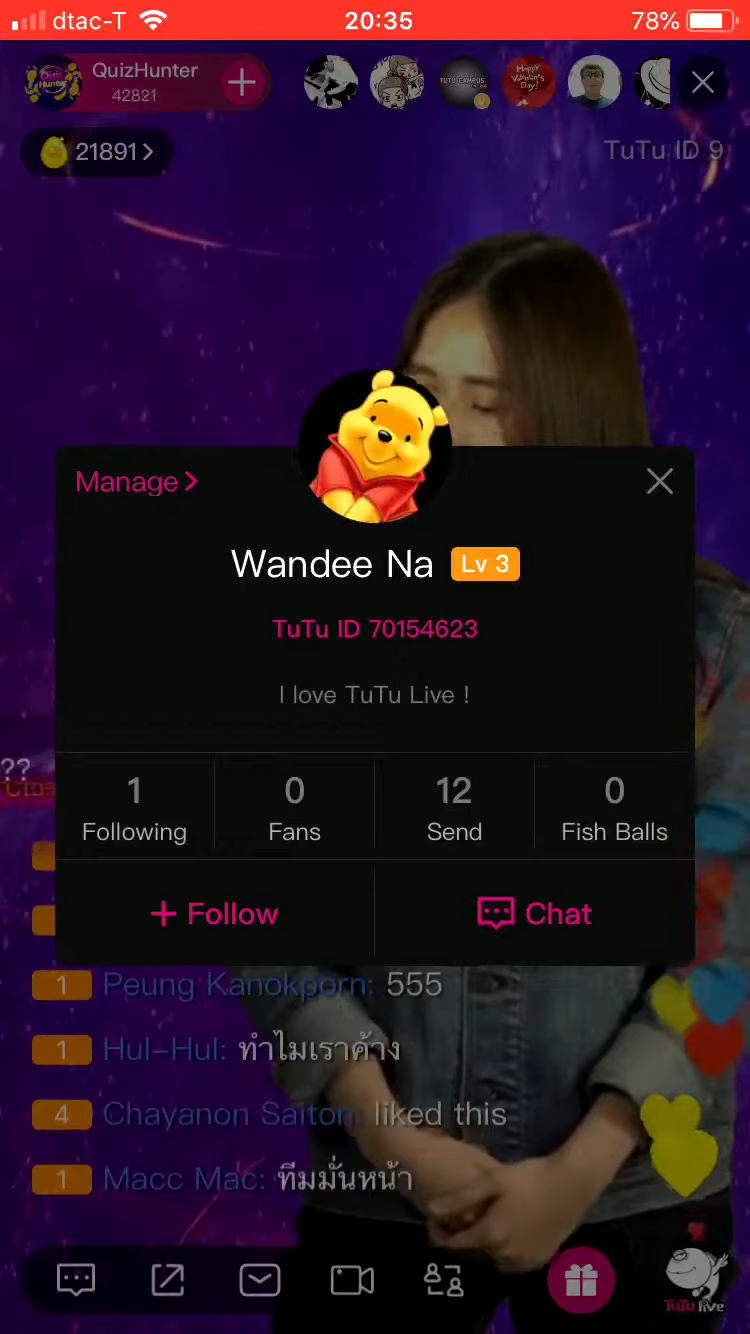 dtac-T
20:35
78%
QuizHunter
42821
21891
TuTu ID 9
Manage
Wandee Na Lv 3
TuTu ID 70154623
I love TuTu Live !
??
1 0 12 0
Following Fans Send Fish Balls
+ Follow Chat
1 Peung Kanokporn: 555
1 Hul-Hul: ทำไมเราค้าง
4 Chayanon Saiton: liked this
1 Macc Mac: ทีมมั่นหน้า
TuTu live